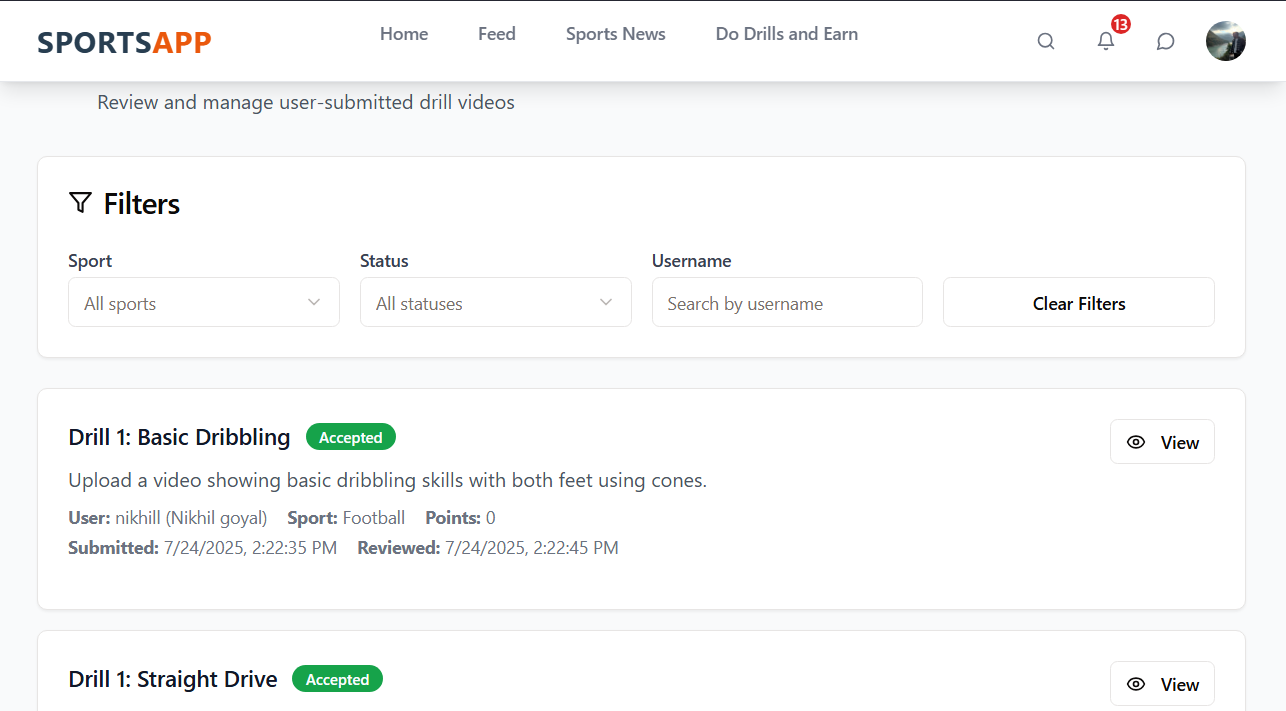 SPORTSAPP
Home Feed Sports News Do Drills and Earn
13
Review and manage user-submitted drill videos
Filters
Sport Status Username
All sports All statuses Search by username Clear Filters
Drill 1: Basic Dribbling Accepted View
Upload a video showing basic dribbling skills with both feet using cones.
User: nikhill (Nikhil goyal) Sport: Football Points: 0
Submitted: 7/24/2025, 2:22:35 PM Reviewed: 7/24/2025, 2:22:45 PM
Drill 1: Straight Drive Accepted View